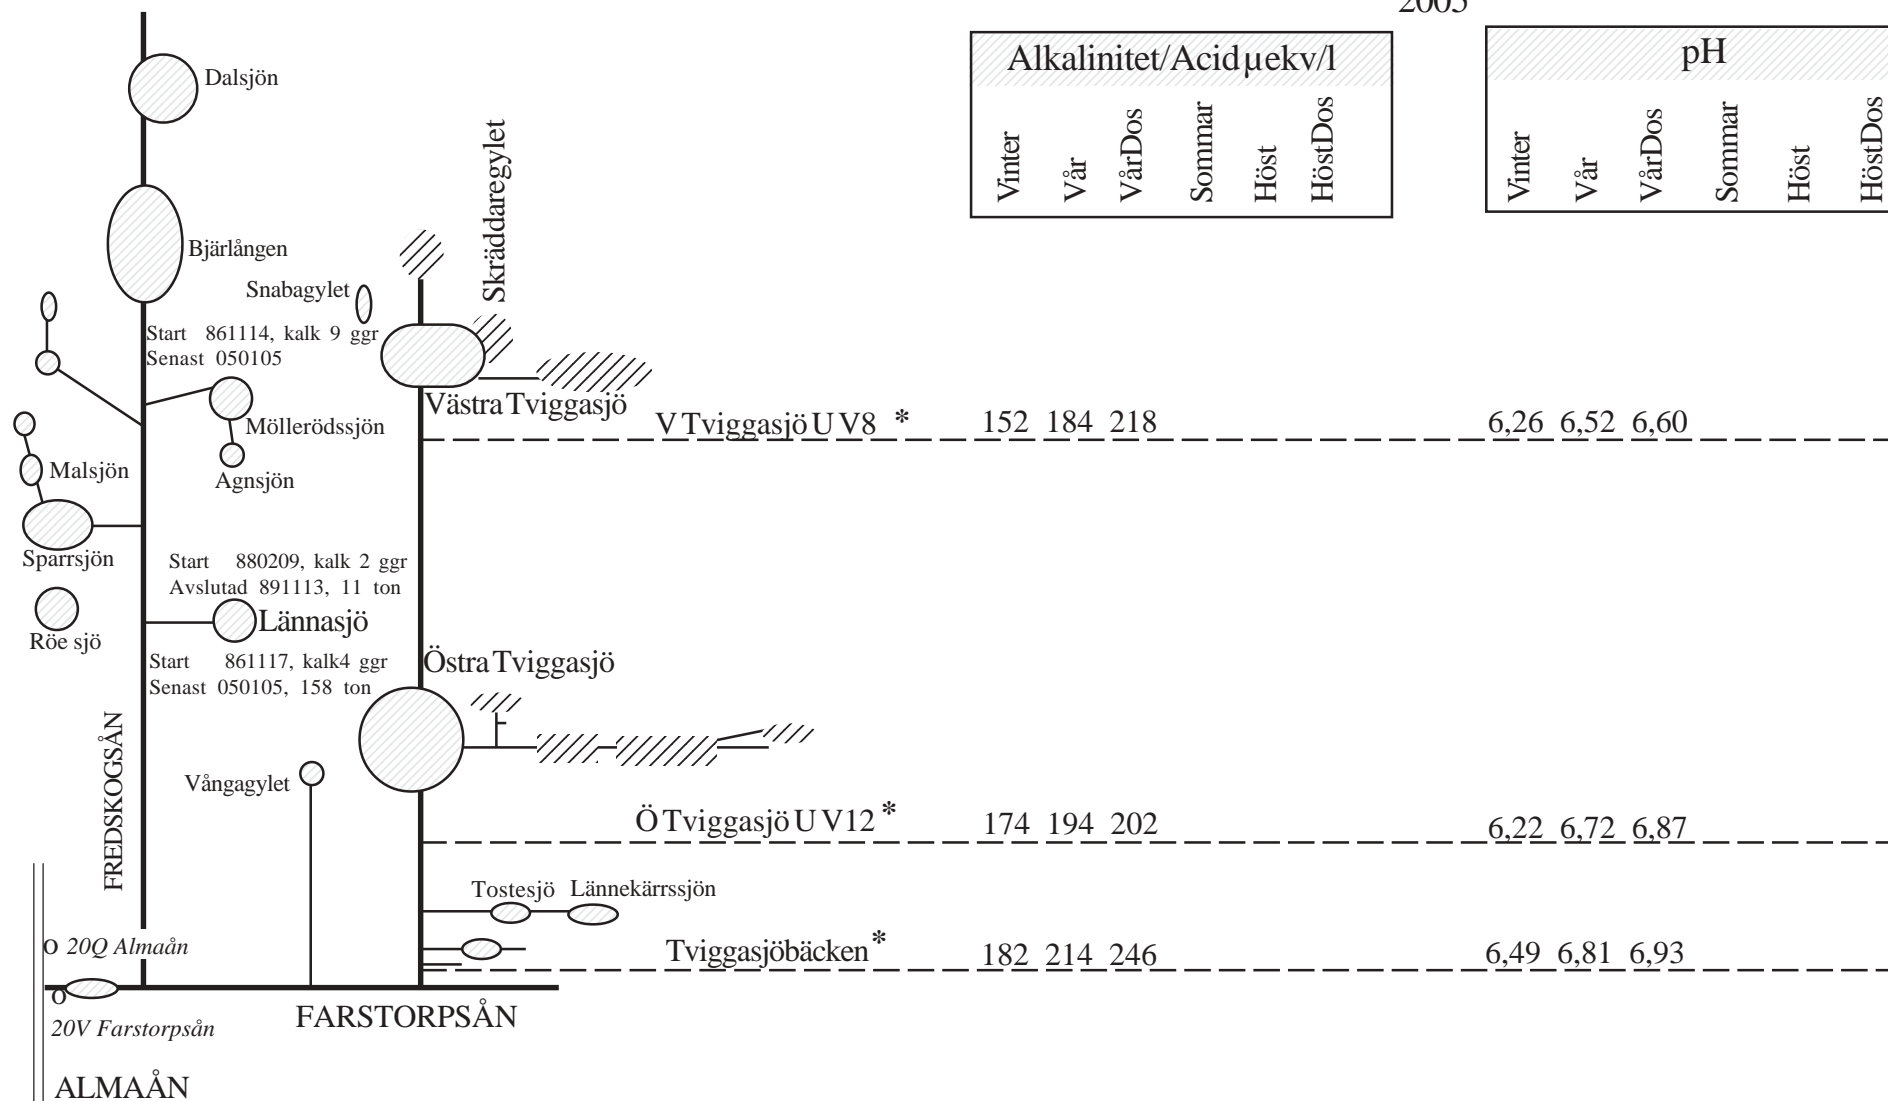 2005
Alkalinitet/Acid µekv/l
pH
Vinter
Vår
VårDos
Sommar
Höst
HöstDos
Vinter
Vår
VårDos
Sommar
Höst
HöstDos
Dalsjön
Skräddaregylet
Bjärlången
Snabagylet
Start 861114, kalk 9 ggr
Senast 050105
Västra Tviggasjö
Möllerödssjön
V Tviggasjö U V8 * 152 184 218 6,26 6,52 6,60
Malsjön
Agnsjön
Sparrsjön
Start 880209, kalk 2 ggr
Avslutad 891113, 11 ton
Lännasjö
Röe sjö
Start 861117, kalk4 ggr
Senast 050105, 158 ton
Östra Tviggasjö
FREDSKOGSÅN
Vångagylet
Ö Tviggasjö U V12 * 174 194 202 6,22 6,72 6,87
Tostesjö Lännekärrssjön
o 20Q Almaån
Tviggasjöbäcken * 182 214 246 6,49 6,81 6,93
o
20V Farstorpsån
FARSTORPSÅN
ALMAÅN